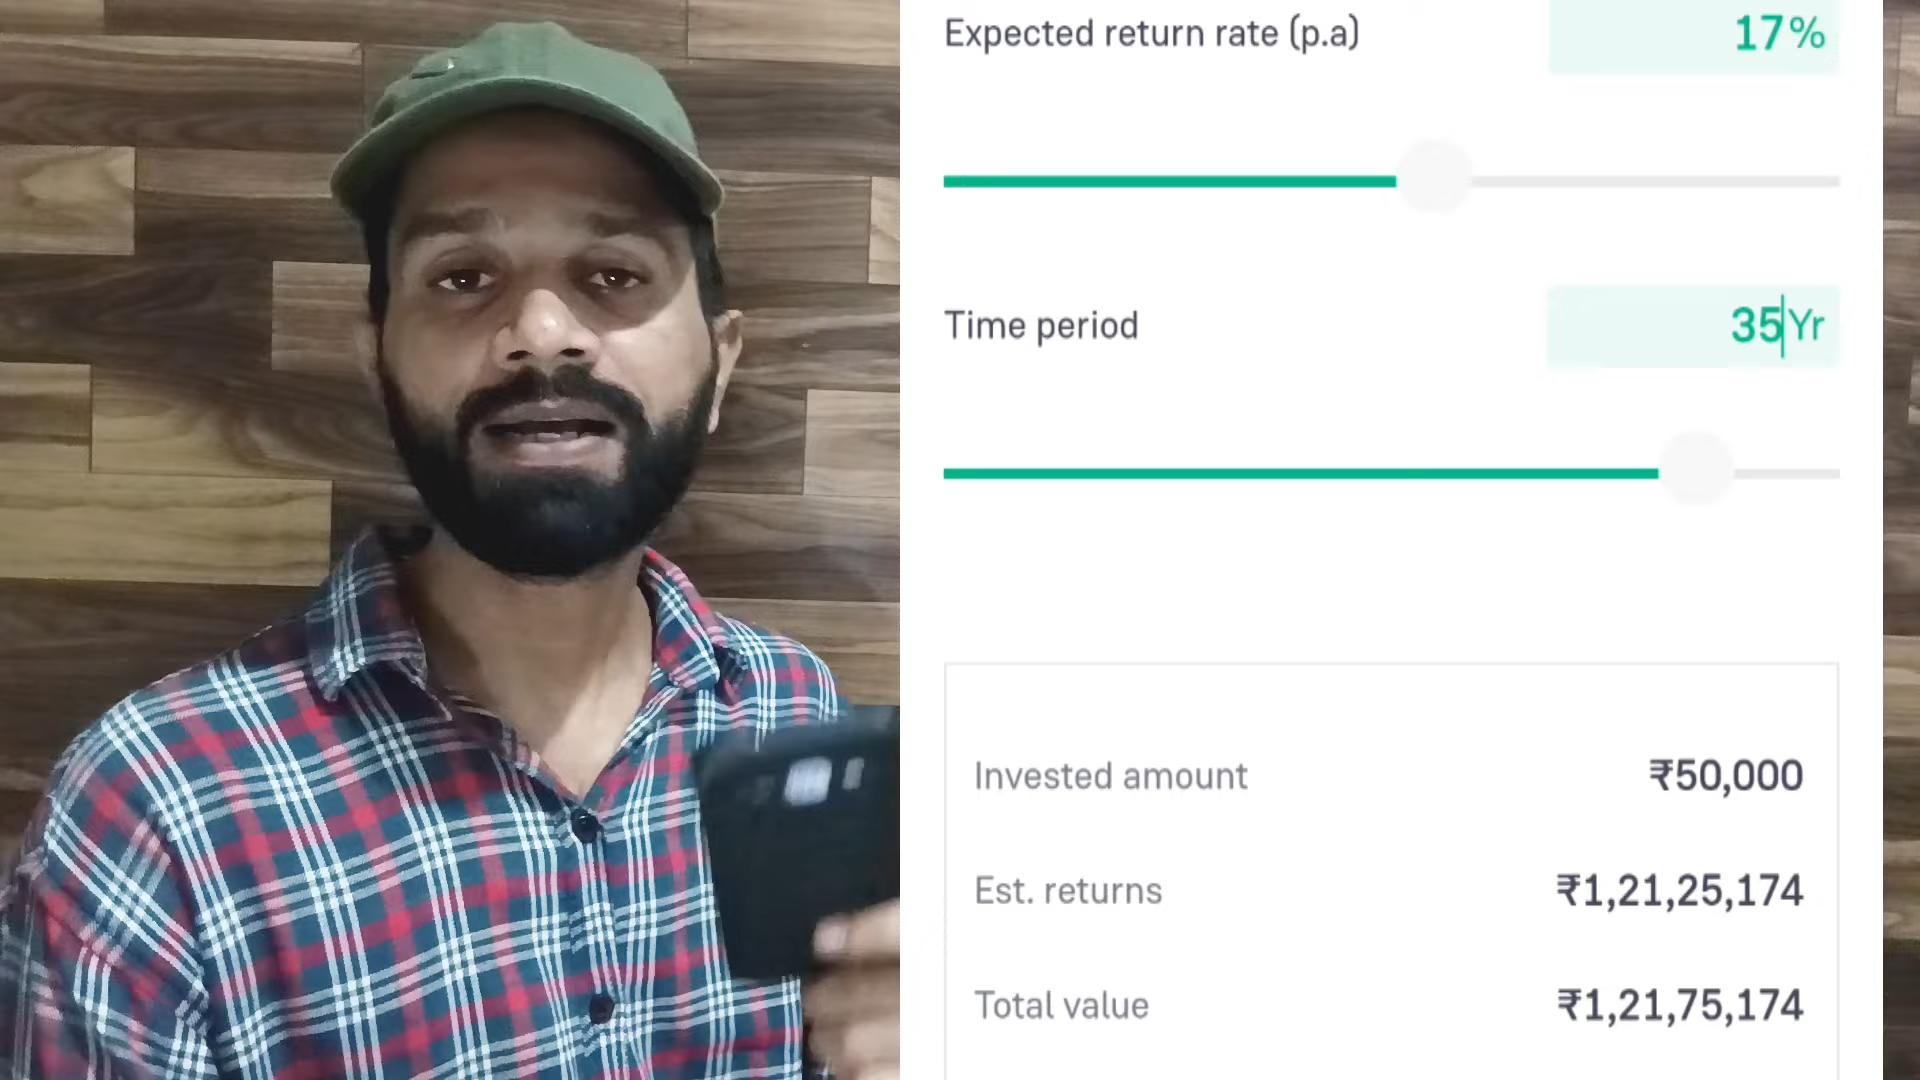 Expected return rate (p.a)
17%
Time period
35Yr
Invested amount
₹50,000
Est. returns
₹1,21,25,174
Total value
₹1,21,75,174